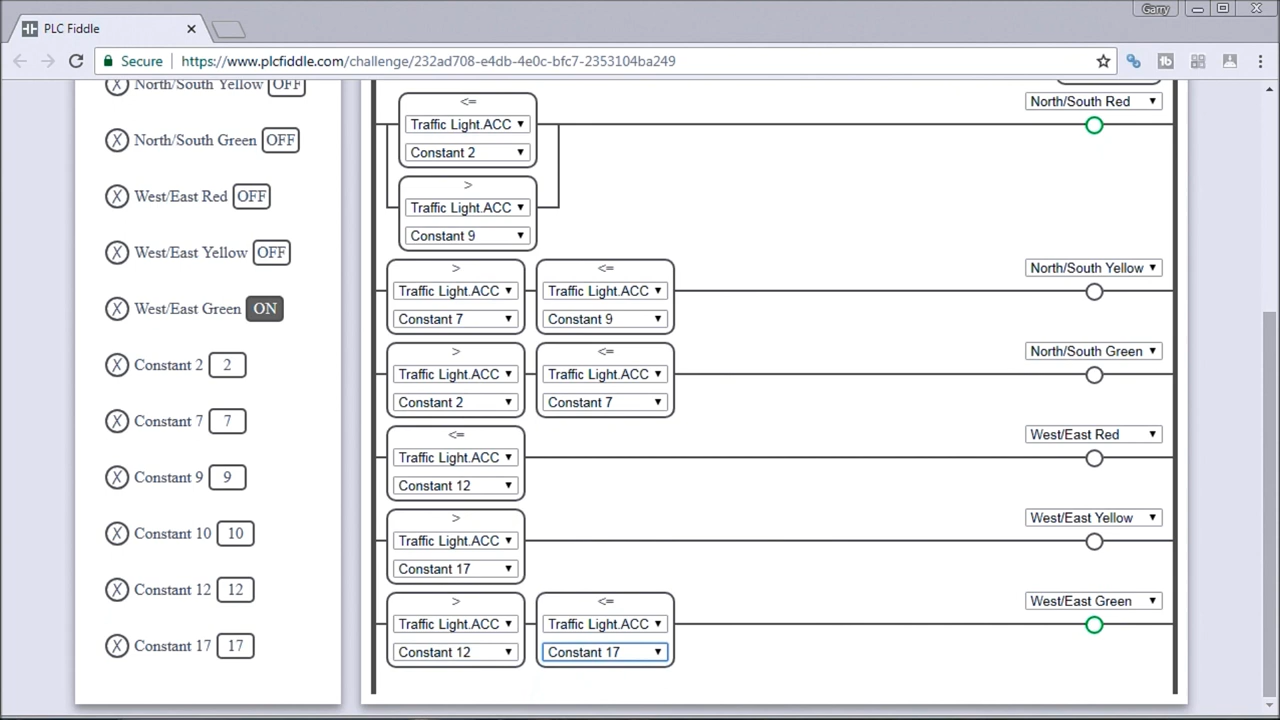 Garry
PLC Fiddle
Secure https://www.plcfiddle.com/challenge/232ad708-e4db-4e0c-bfc7-2353104ba249
North/South Yellow OFF
North/South Green OFF
West/East Red OFF
West/East Yellow OFF
West/East Green ON
Constant 2 2
Constant 7 7
Constant 9 9
Constant 10 10
Constant 12 12
Constant 17 17
<=
North/South Red
Traffic Light.ACC
Constant 2
>
Traffic Light.ACC
Constant 9
> <= North/South Yellow
Traffic Light.ACC Traffic Light.ACC
Constant 7 Constant 9
> <= North/South Green
Traffic Light.ACC Traffic Light.ACC
Constant 2 Constant 7
<= West/East Red
Traffic Light.ACC
Constant 12
> West/East Yellow
Traffic Light.ACC
Constant 17
> <= West/East Green
Traffic Light.ACC Traffic Light.ACC
Constant 12 Constant 17